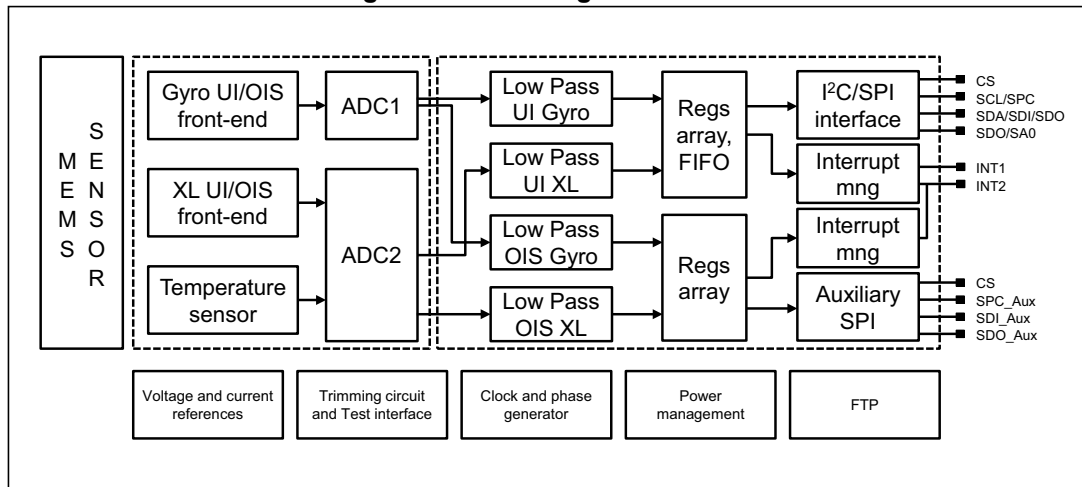 MEMS
SENSOR
Gyro UI/OIS
front-end
XL UI/OIS
front-end
Temperature
sensor
ADC1
ADC2
Low Pass
UI Gyro
Low Pass
UI XL
Low Pass
OIS Gyro
Low Pass
OIS XL
Regs
array,
FIFO
Regs
array
I²C/SPI
interface
Interrupt
mng
Interrupt
mng
Auxiliary
SPI
CS
SCL/SPC
SDA/SDI/SDO
SDO/SA0
INT1
INT2
CS
SPC_Aux
SDI_Aux
SDO_Aux
Voltage and current
references
Trimming circuit
and Test interface
Clock and phase
generator
Power
management
FTP